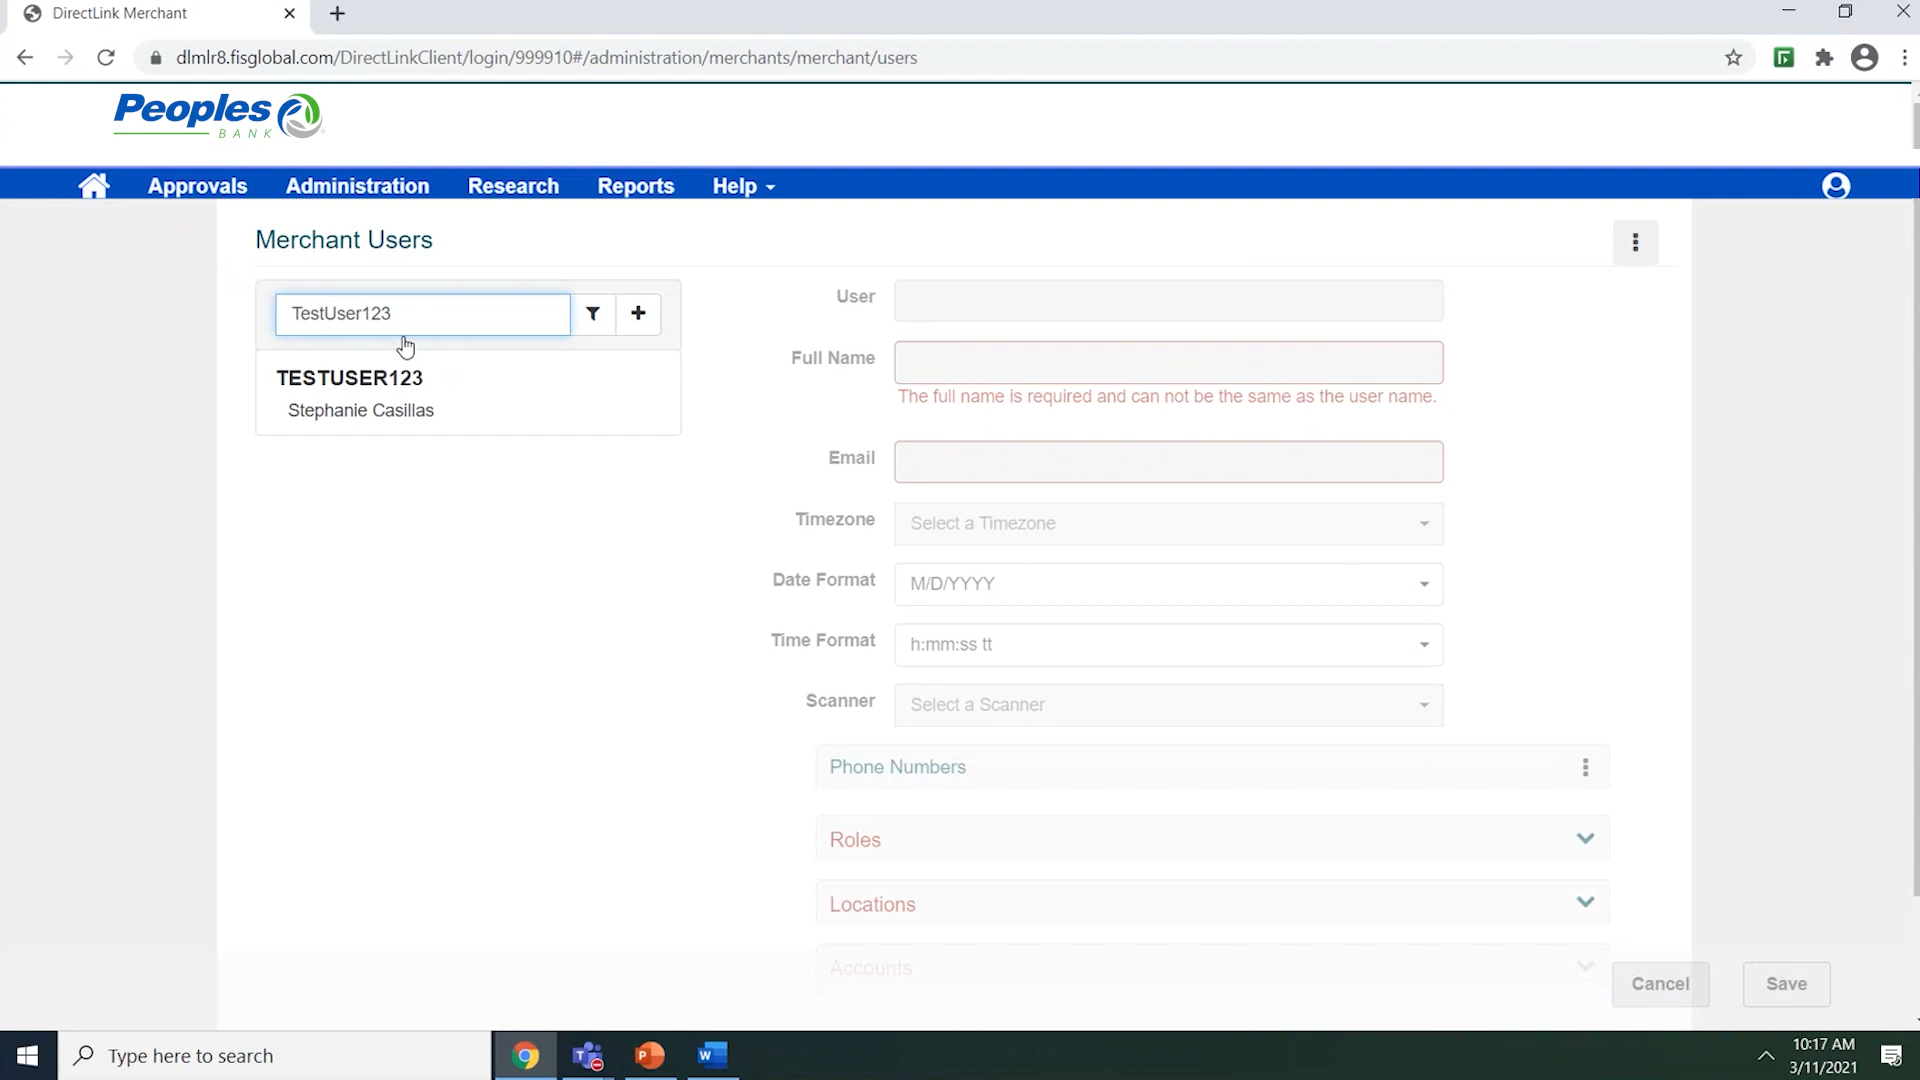 DirectLink Merchant
dlmlr8.fisglobal.com/DirectLinkClient/login/999910#/administration/merchants/merchant/users
Peoples
BANK
Approvals Administration Research Reports Help
Merchant Users
TestUser123
TESTUSER123
Stephanie Casillas
User
Full Name
The full name is required and can not be the same as the user name.
Email
Timezone Select a Timezone
Date Format M/D/YYYY
Time Format h:mm:ss tt
Scanner Select a Scanner
Phone Numbers
Roles
Locations
Accounts
Cancel Save
Type here to search
10:17 AM
3/11/2021